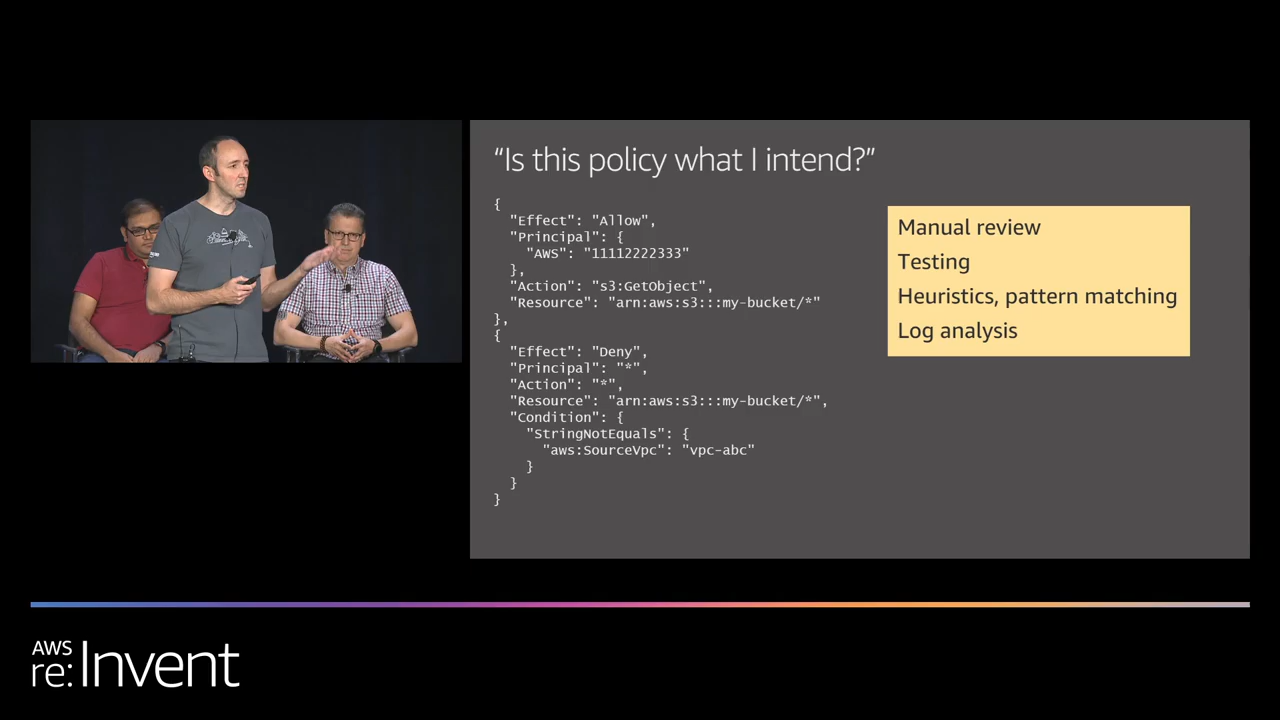 “Is this policy what I intend?”
{
"Effect": "Allow",
"Principal": {
"AWS": "11112222333"
},
"Action": "s3:GetObject",
"Resource": "arn:aws:s3:::my-bucket/*"
},
{
"Effect": "Deny",
"Principal": "*",
"Action": "*",
"Resource": "arn:aws:s3:::my-bucket/*",
"Condition": {
"StringNotEquals": {
"aws:SourceVpc": "vpc-abc"
}
}
}
Manual review
Testing
Heuristics, pattern matching
Log analysis
AWS
re:Invent